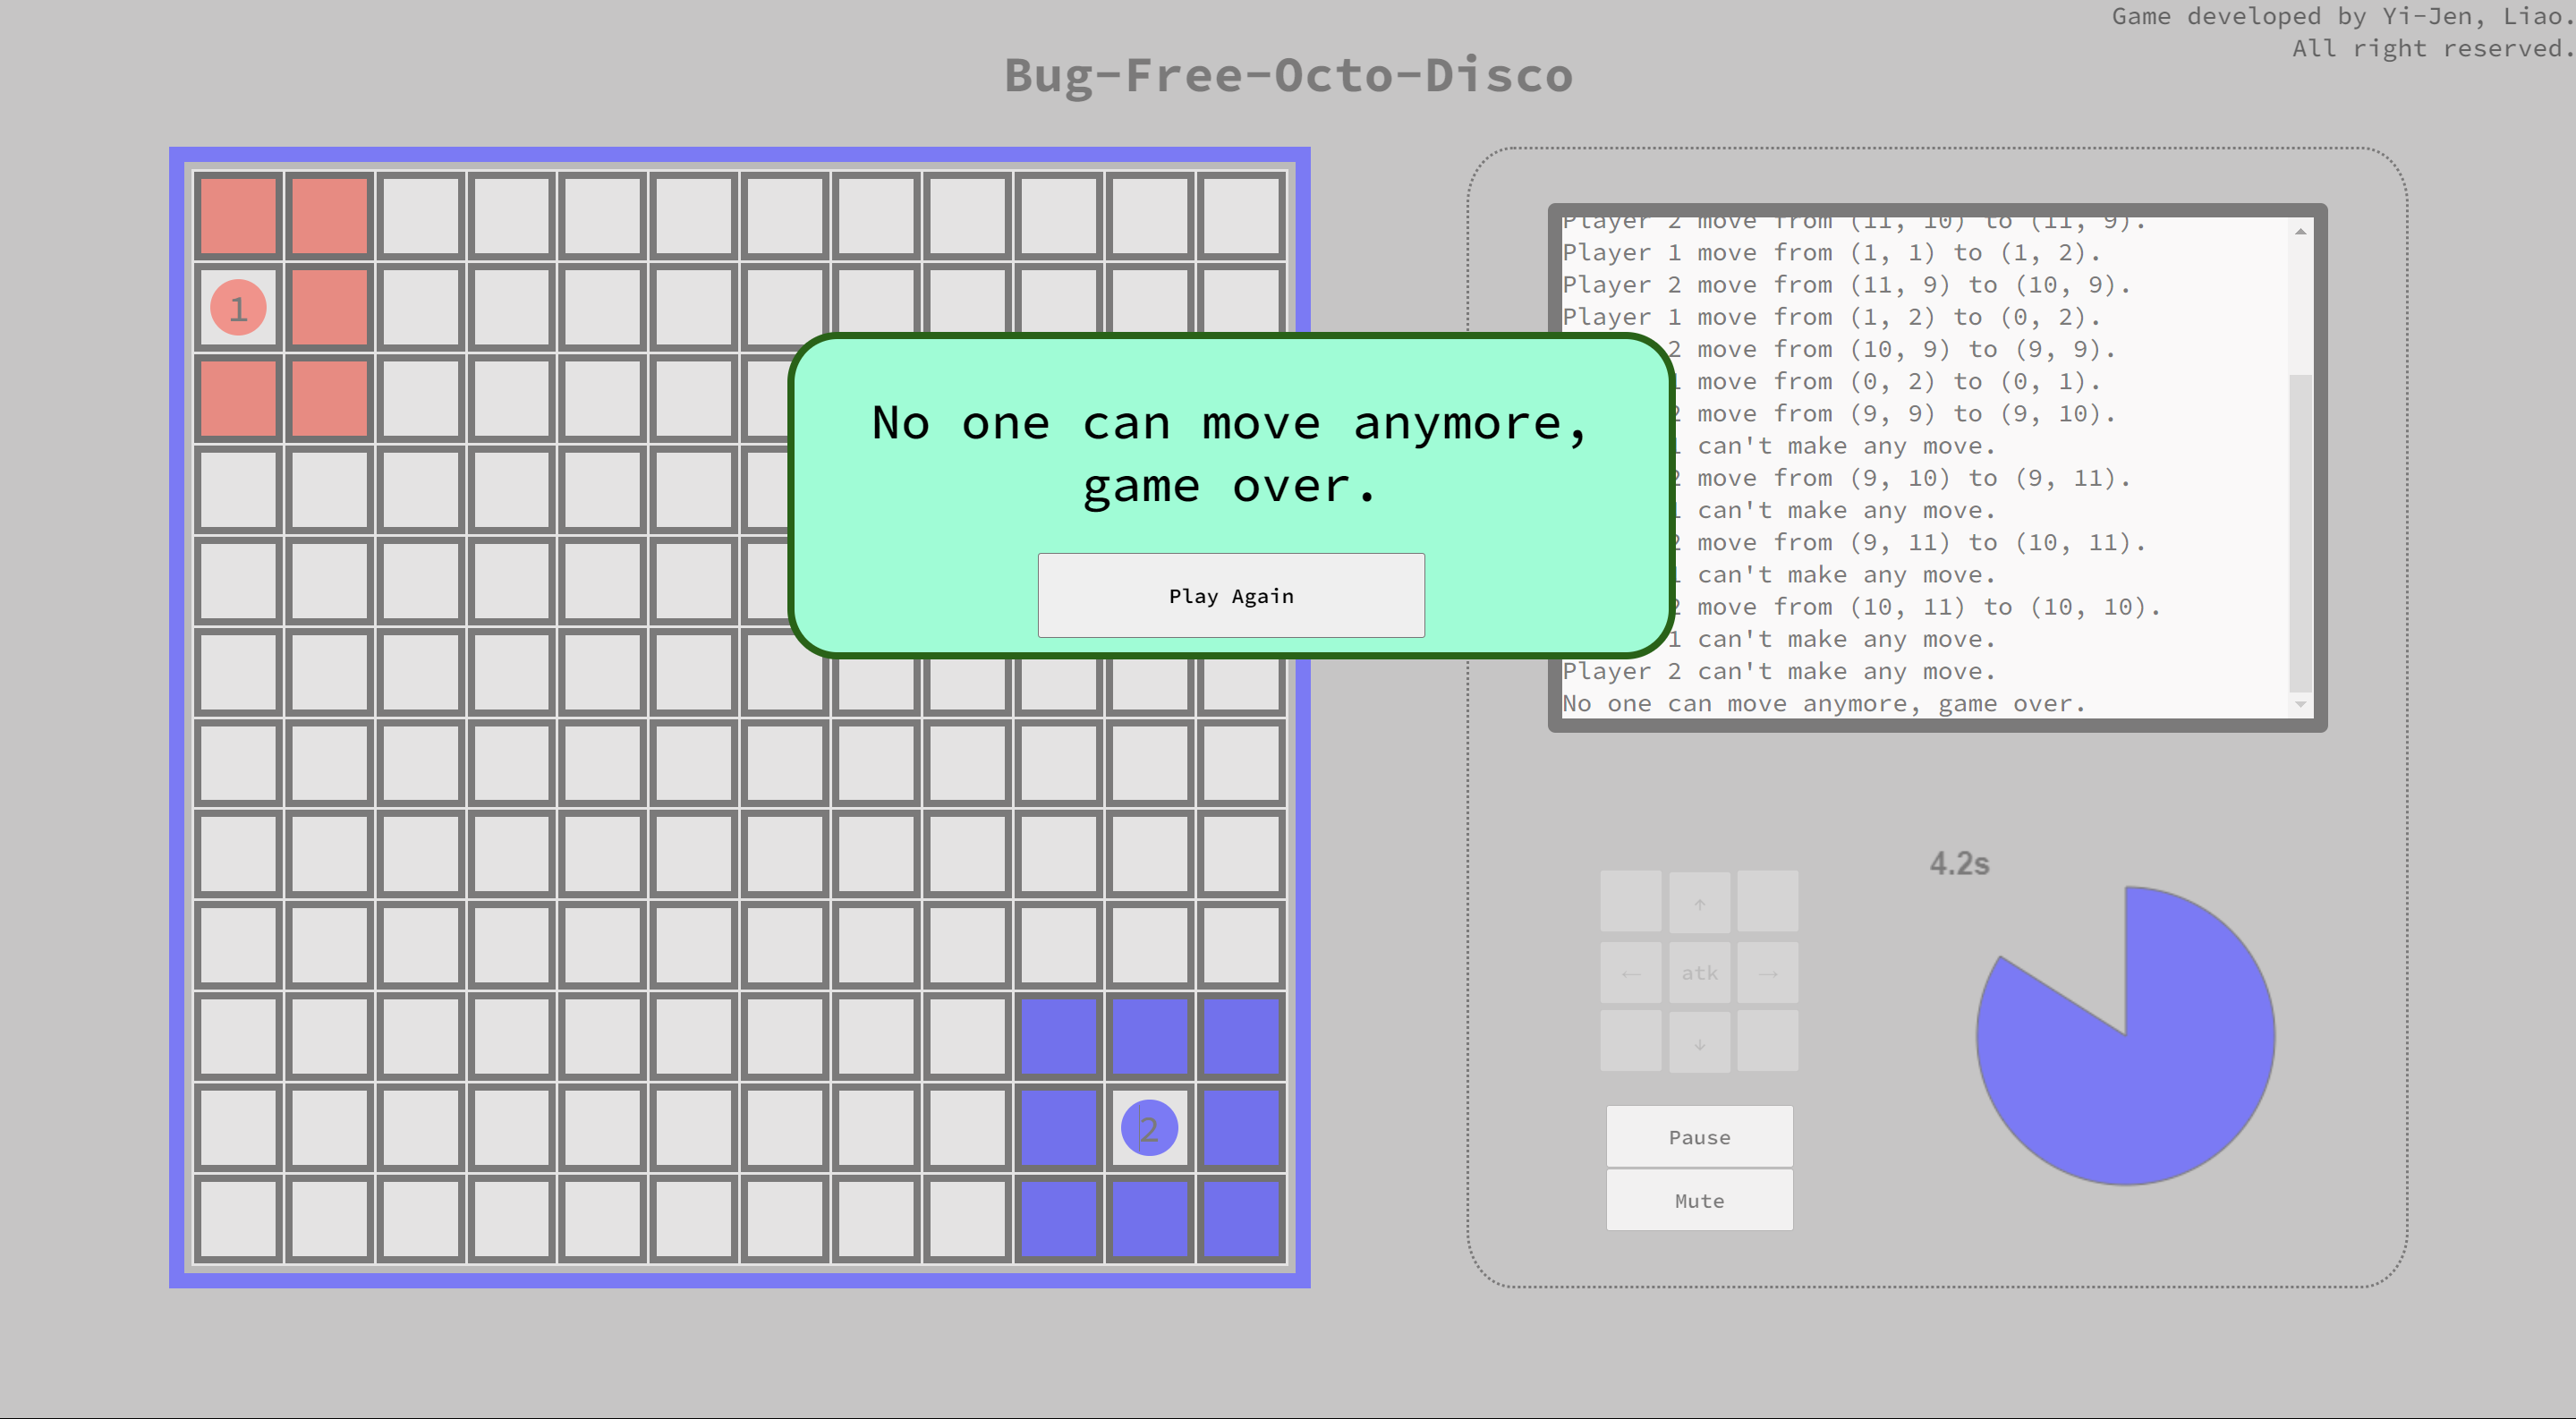 Game developed by Yi-Jen, Liao.
All right reserved.
Bug-Free-Octo-Disco
1
2
No one can move anymore,
game over.
Play Again
Player 2 move from (11, 10) to (11, 9).
Player 1 move from (1, 1) to (1, 2).
Player 2 move from (11, 9) to (10, 9).
Player 1 move from (1, 2) to (0, 2).
2 move from (10, 9) to (9, 9).
1 move from (0, 2) to (0, 1).
2 move from (9, 9) to (9, 10).
1 can't make any move.
2 move from (9, 10) to (9, 11).
1 can't make any move.
2 move from (9, 11) to (10, 11).
1 can't make any move.
2 move from (10, 11) to (10, 10).
1 can't make any move.
Player 2 can't make any move.
No one can move anymore, game over.
4.2s
↑
← atk →
↓
Pause
Mute